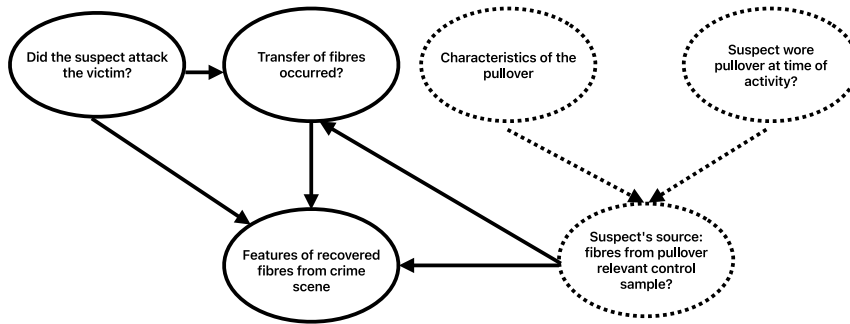 Did the suspect attack
the victim?
Transfer of fibres
occurred?
Characteristics of the
pullover
Suspect wore
pullover at time of
activity?
Features of recovered
fibres from crime
scene
Suspect's source:
fibres from pullover
relevant control
sample?